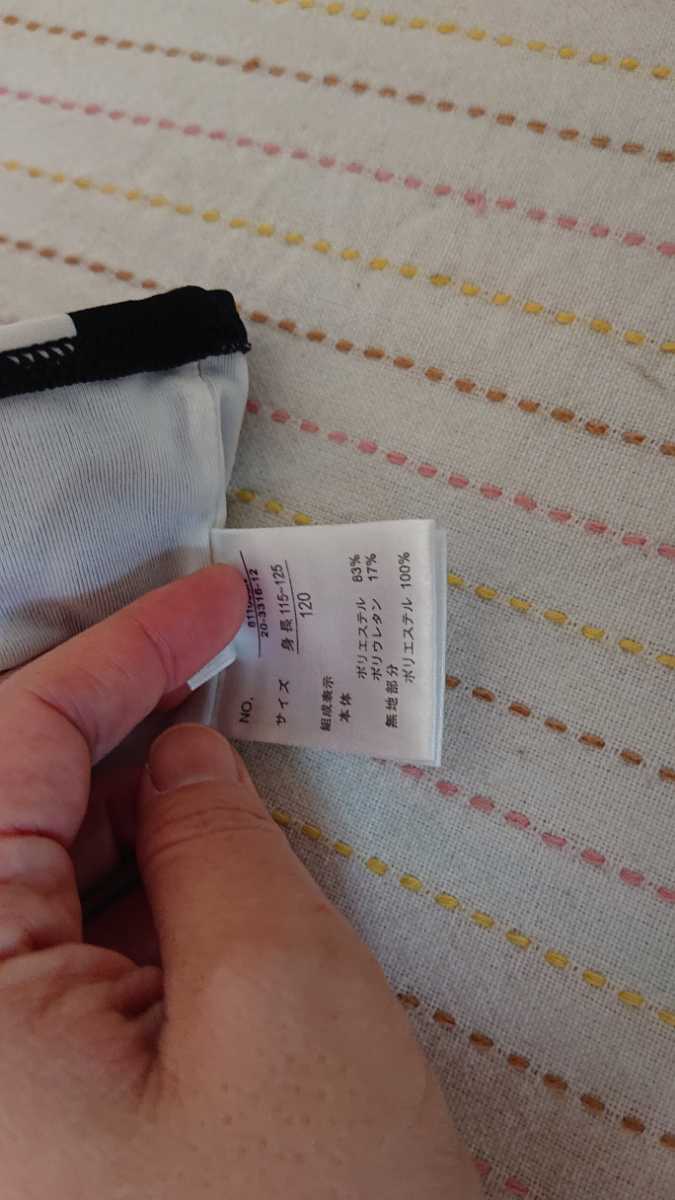 NO.
20-3316-12
サイズ 身長115-125
120
組成表示
本体 ポリエステル 83%
ポリウレタン 17%
無地部分
ポリエステル 100%